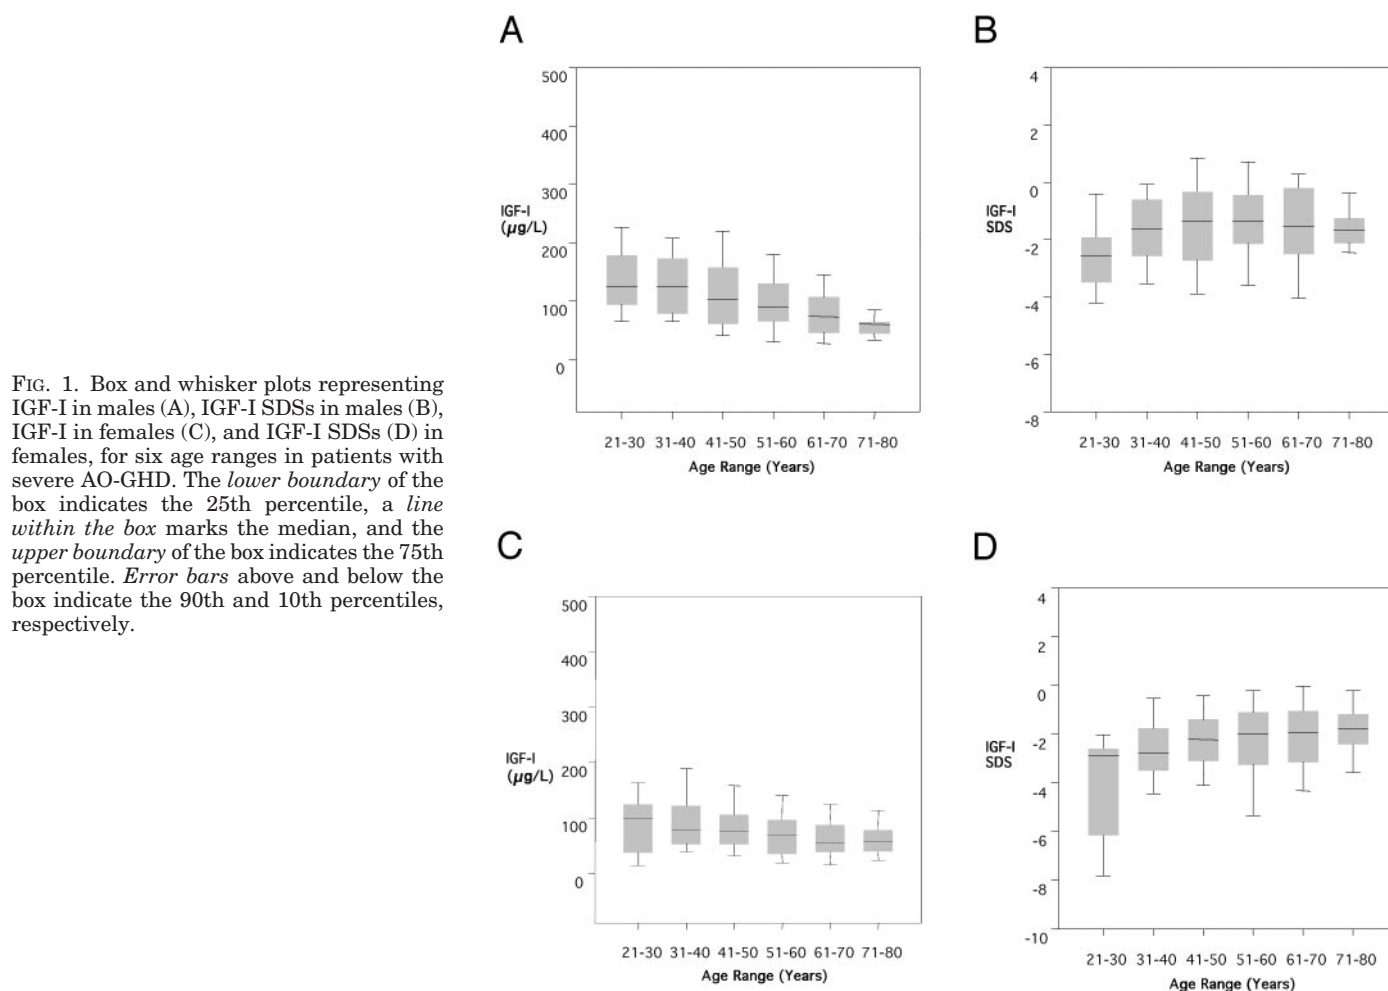 FIG. 1. Box and whisker plots representing
IGF-I in males (A), IGF-I SDSs in males (B),
IGF-I in females (C), and IGF-I SDSs (D) in
females, for six age ranges in patients with
severe AO-GHD. The lower boundary of the
box indicates the 25th percentile, a line
within the box marks the median, and the
upper boundary of the box indicates the 75th
percentile. Error bars above and below the
box indicate the 90th and 10th percentiles,
respectively.
A
500
400
300
200
100
0
IGF-I
(µg/L)
21-30 31-40 41-50 51-60 61-70 71-80
Age Range (Years)
B
4
2
0
-2
-4
-6
-8
IGF-I
SDS
21-30 31-40 41-50 51-60 61-70 71-80
Age Range (Years)
C
500
400
300
200
100
0
IGF-I
(µg/L)
21-30 31-40 41-50 51-60 61-70 71-80
Age Range (Years)
D
4
2
0
-2
-4
-6
-8
-10
IGF-I
SDS
21-30 31-40 41-50 51-60 61-70 71-80
Age Range (Years)